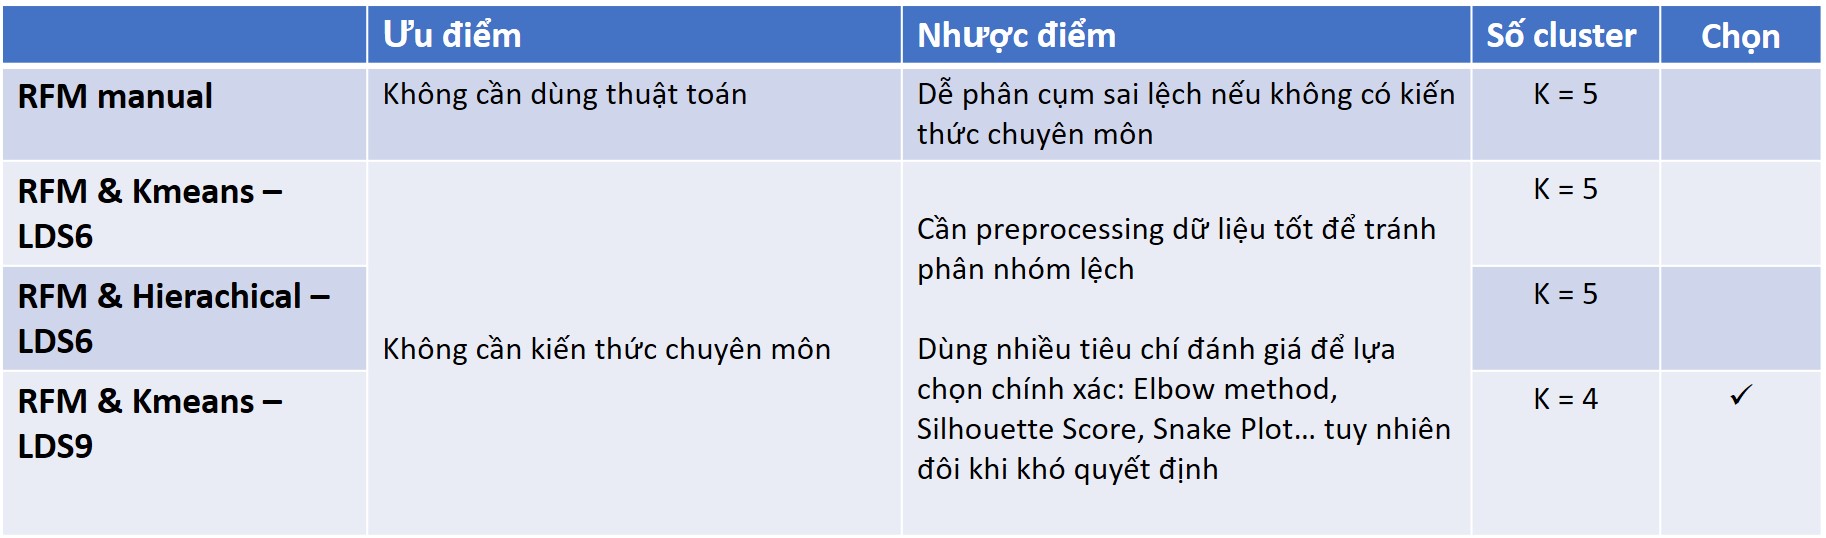 Ưu điểm
Nhược điểm
Số cluster
Chọn
RFM manual
Không cần dùng thuật toán
Dễ phân cụm sai lệch nếu không có kiến
thức chuyên môn
K = 5
RFM & Kmeans –
LDS6
Không cần kiến thức chuyên môn
Cần preprocessing dữ liệu tốt để tránh
phân nhóm lệch
Dùng nhiều tiêu chí đánh giá để lựa
chọn chính xác: Elbow method,
Silhouette Score, Snake Plot... tuy nhiên
đôi khi khó quyết định
K = 5
RFM & Hierachical –
LDS6
K = 5
RFM & Kmeans –
LDS9
K = 4
✓